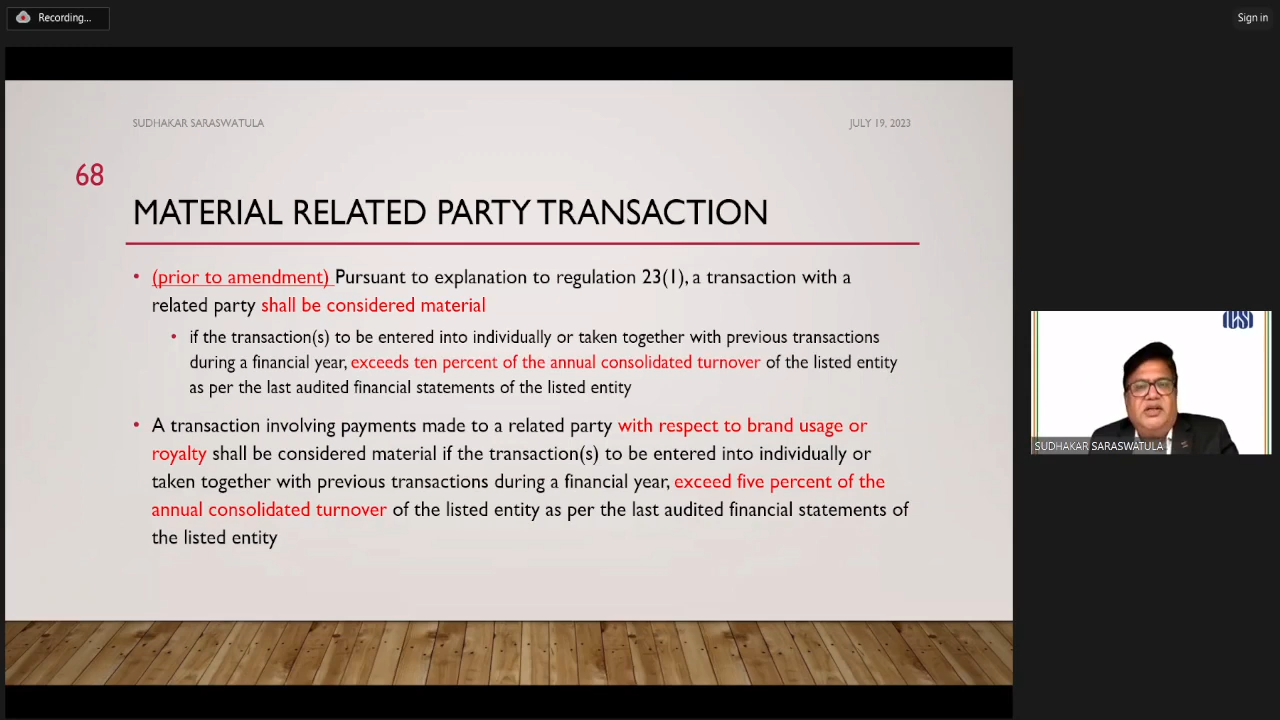 Recording...
Sign in
SUDHAKAR SARASWATULA
JULY 19, 2023
68
MATERIAL RELATED PARTY TRANSACTION
• (prior to amendment) Pursuant to explanation to regulation 23(1), a transaction with a
related party shall be considered material
• if the transaction(s) to be entered into individually or taken together with previous transactions
during a financial year, exceeds ten percent of the annual consolidated turnover of the listed entity
as per the last audited financial statements of the listed entity
• A transaction involving payments made to a related party with respect to brand usage or
royalty shall be considered material if the transaction(s) to be entered into individually or
taken together with previous transactions during a financial year, exceed five percent of the
annual consolidated turnover of the listed entity as per the last audited financial statements of
the listed entity
ICSI
SUDHAKAR SARASWATULA